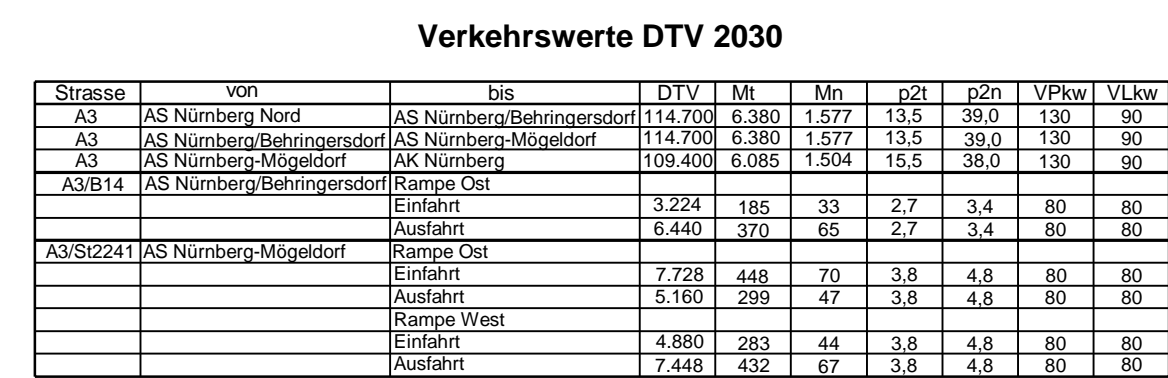 Verkehrswerte DTV 2030
Strasse von bis DTV Mt Mn p2t p2n VPkw VLkw
A3 AS Nürnberg Nord AS Nürnberg/Behringersdorf 114.700 6.380 1.577 13,5 39,0 130 90
A3 AS Nürnberg/Behringersdorf AS Nürnberg-Mögeldorf 114.700 6.380 1.577 13,5 39,0 130 90
A3 AS Nürnberg-Mögeldorf AK Nürnberg 109.400 6.085 1.504 15,5 38,0 130 90
A3/B14 AS Nürnberg/Behringersdorf Rampe Ost
Einfahrt 3.224 185 33 2,7 3,4 80 80
Ausfahrt 6.440 370 65 2,7 3,4 80 80
A3/St2241 AS Nürnberg-Mögeldorf Rampe Ost
Einfahrt 7.728 448 70 3,8 4,8 80 80
Ausfahrt 5.160 299 47 3,8 4,8 80 80
Rampe West
Einfahrt 4.880 283 44 3,8 4,8 80 80
Ausfahrt 7.448 432 67 3,8 4,8 80 80